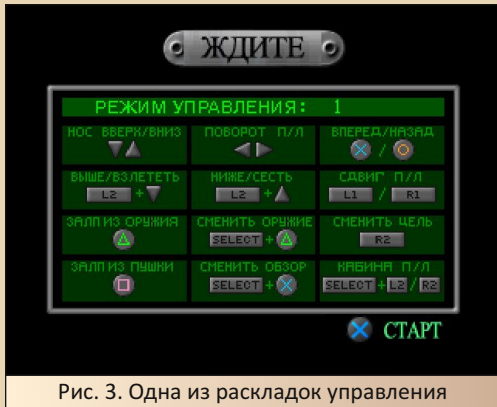 ЖДИТЕ
РЕЖИМ УПРАВЛЕНИЯ: 1
НОС ВВЕРХ/ВНИЗ ПОВОРОТ П/Л ВПЕРЕД/НАЗАД
/
ВЫШЕ/ВЗЛЕТЕТЬ НИЖЕ/СЕСТЬ СДВИГ П/Л
L2 + L2 + L1 / R1
ЗАЛП ИЗ ОРУЖИЯ СМЕНИТЬ ОРУЖИЕ СМЕНИТЬ ЦЕЛЬ
SELECT + R2
ЗАЛП ИЗ ПУШКИ СМЕНИТЬ ОБЗОР КАБИНА П/Л
SELECT + SELECT + L2 / R2
СТАРТ
Рис. 3. Одна из раскладок управления